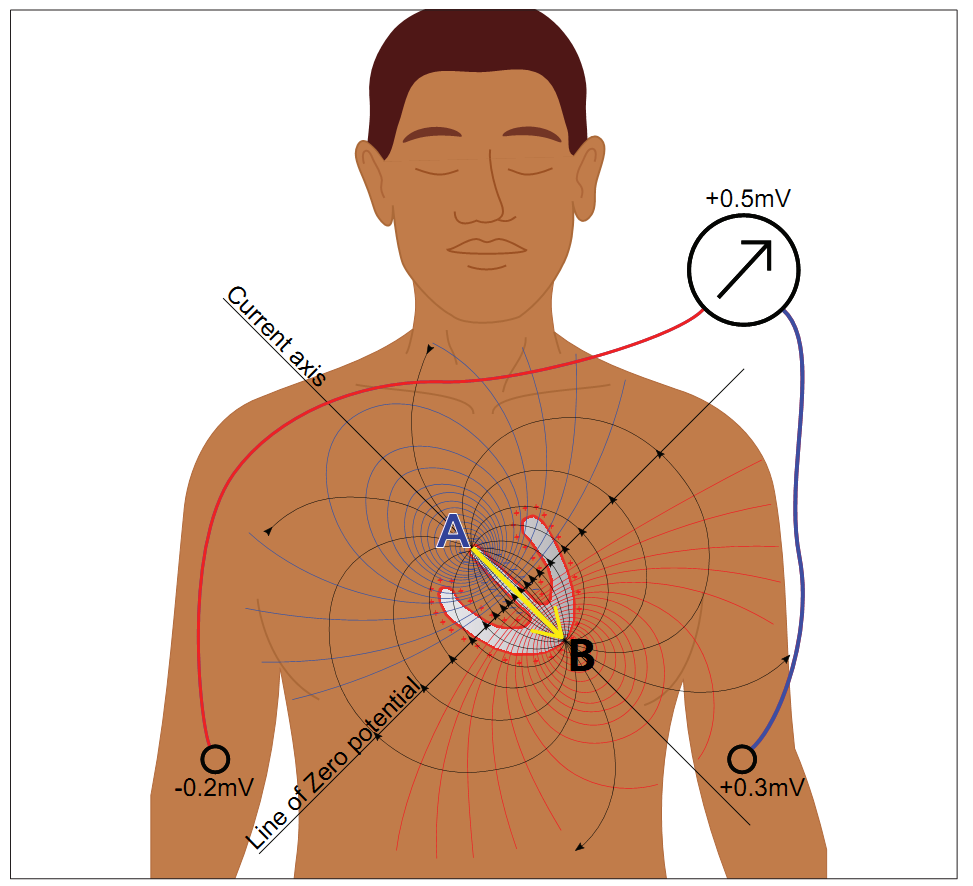 +0.5mV
Current axis
A
B
Line of Zero potential
-0.2mV
+0.3mV